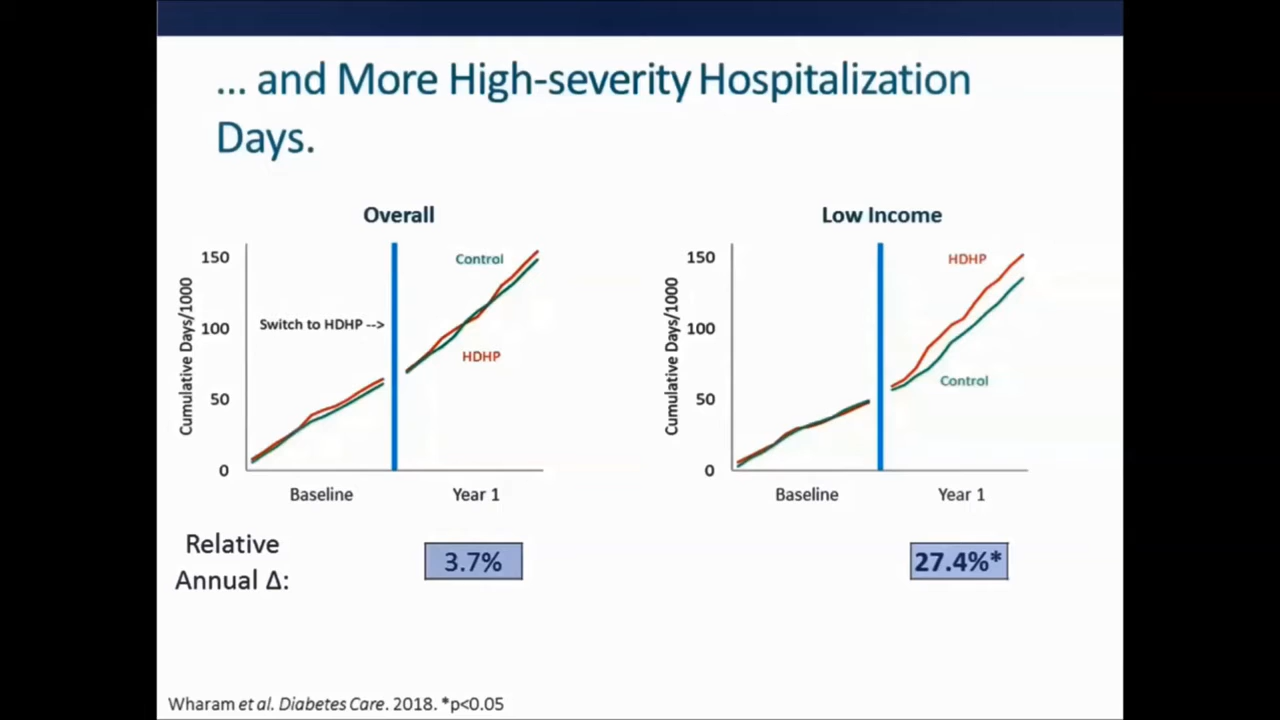 ... and More High-severity Hospitalization
Days.
Overall
Cumulative Days/1000
150
100
50
0
Switch to HDHP -->
Control
HDHP
Baseline
Year 1
Low Income
Cumulative Days/1000
150
100
50
0
HDHP
Control
Baseline
Year 1
Relative
Annual Δ:
3.7%
27.4%*
Wharam et al. Diabetes Care. 2018. *p<0.05